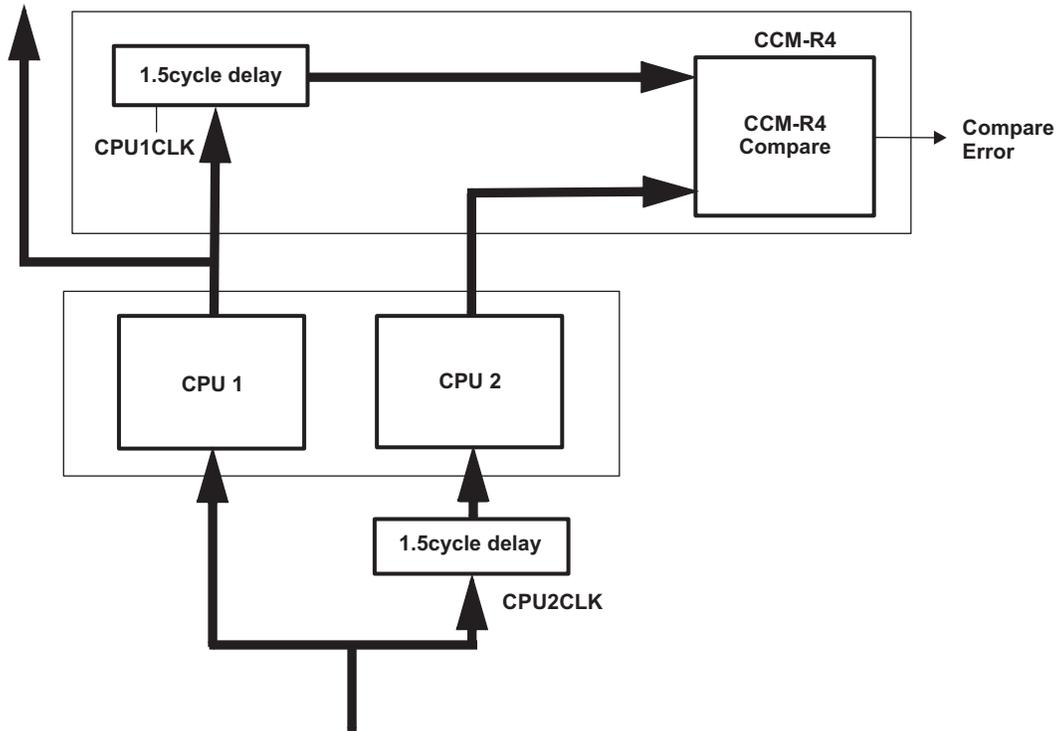 CCM-R4
1.5cycle delay
CPU1CLK
CCM-R4
Compare
Compare
Error
CPU 1
CPU 2
1.5cycle delay
CPU2CLK